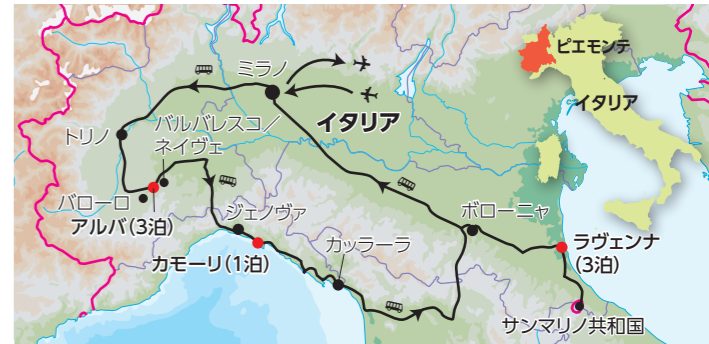 ミラノ
イタリア
トリノ
バルバレスコ／
ネイヴェ
バローロ
アルバ(3泊)
ジェノヴァ
カモーリ(1泊)
カッラーラ
ボローニャ
ラヴェンナ
(3泊)
サンマリノ共和国
ピエモンテ
イタリア